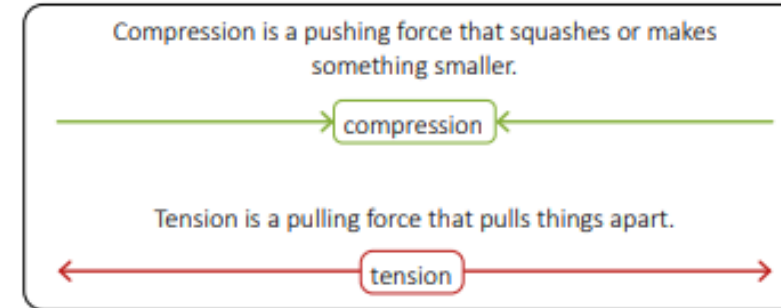 Compression is a pushing force that squashes or makes
something smaller.
compression
Tension is a pulling force that pulls things apart.
tension